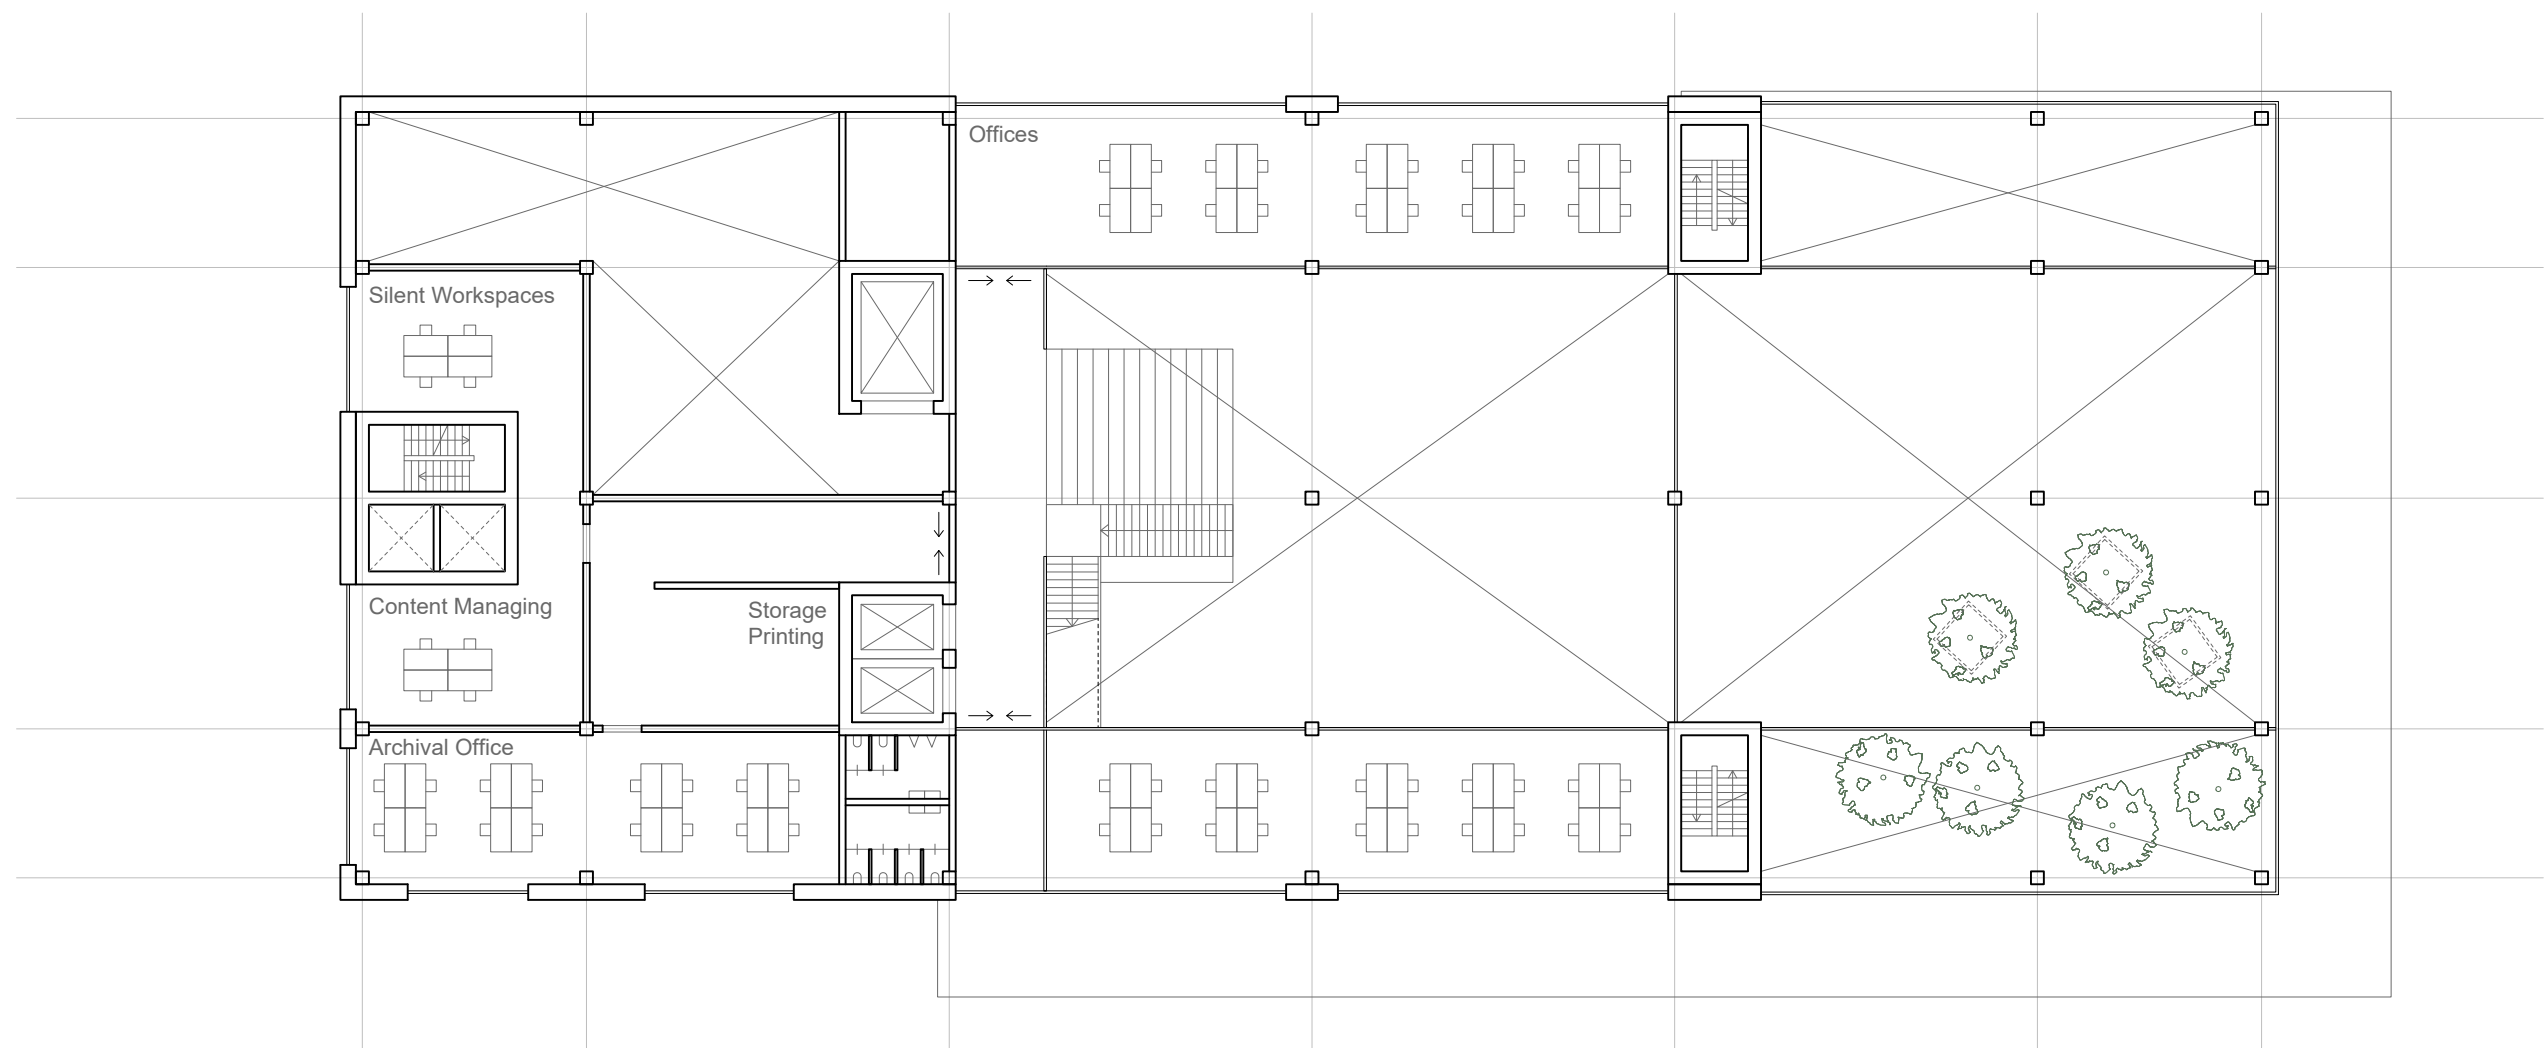 Offices
Silent Workspaces
Content Managing
Storage
Printing
Archival Office